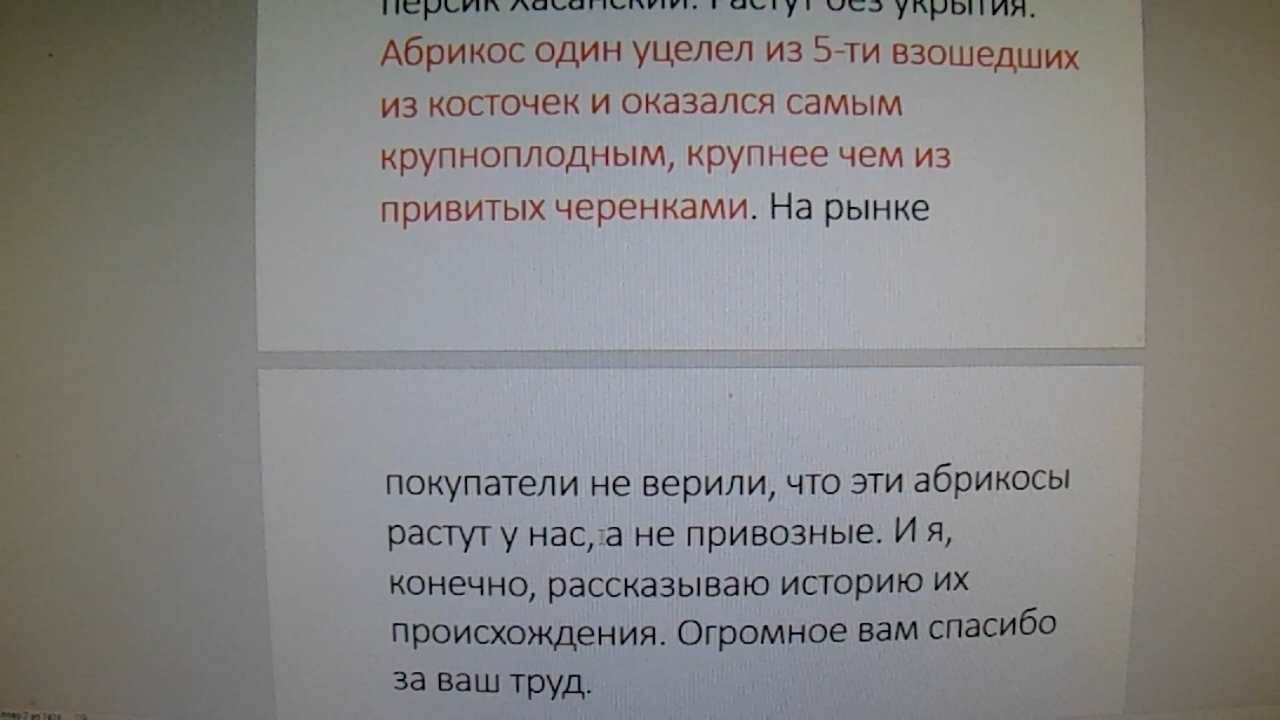 персик Хасанский. Растут без укрытия.
Абрикос один уцелел из 5-ти взошедших
из косточек и оказался самым
крупноплодным, крупнее чем из
привитых черенками. На рынке
покупатели не верили, что эти абрикосы
растут у нас, а не привозные. И я,
конечно, рассказываю историю их
происхождения. Огромное вам спасибо
за ваш труд.